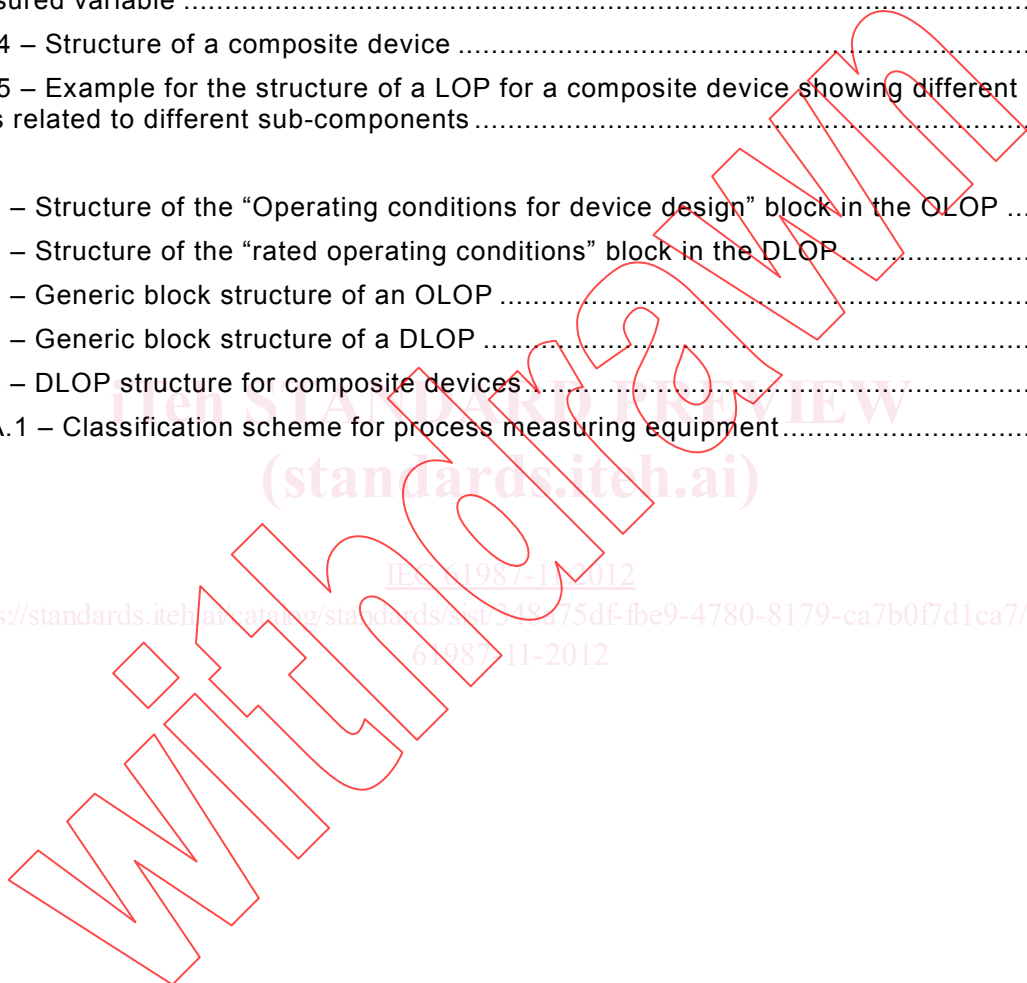 sured variable
4 – Structure of a composite device
5 – Example for the structure of a LOP for a composite device showing different
s related to different sub-components
– Structure of the “Operating conditions for device design” block in the OLOP
– Structure of the “rated operating conditions” block in the DLOP
– Generic block structure of an OLOP
– Generic block structure of a DLOP
– DLOP structure for composite devices
A.1 – Classification scheme for process measuring equipment
iTeh STANDARD PREVIEW
(standards.iteh.ai)
IEC 61987-11:2012
s://standards.iteh.ai/catalog/standards/sist/348a75df-fbe9-4780-8179-ca7b0f7d1ca7/
61987-11-2012
withdrawn